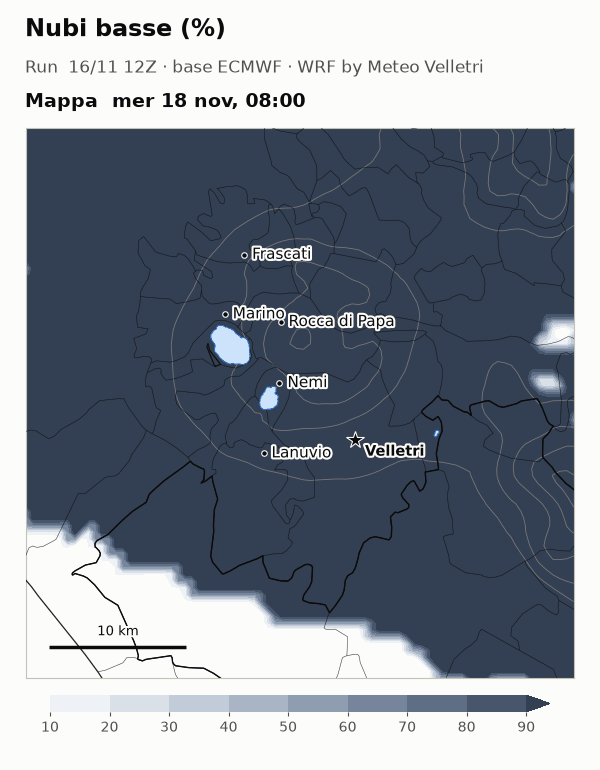 Nubi basse (%)
Run  16/11 12Z · base ECMWF · WRF by Meteo Velletri
Mappa  mer 18 nov, 08:00
Frascati
Marino
Rocca di Papa
Nemi
Velletri
Lanuvio
10 km
10 20 30 40 50 60 70 80 90